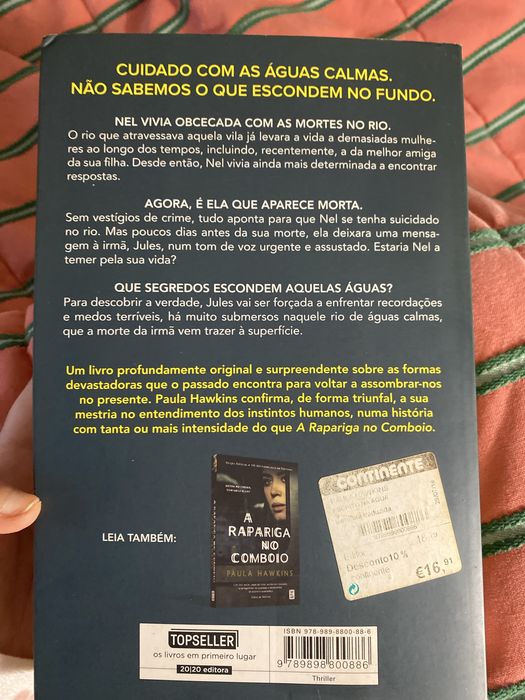 CUIDADO COM AS ÁGUAS CALMAS.
NÃO SABEMOS O QUE ESCONDEM NO FUNDO.
NEL VIVIA OBCECADA COM AS MORTES NO RIO.
O rio que atravessava aquela vila já levara a vida a demasiadas mulhe-
res ao longo dos tempos, incluindo, recentemente, a da melhor amiga
da sua filha. Desde então, Nel vivia ainda mais determinada a encontrar
respostas.
AGORA, É ELA QUE APARECE MORTA.
Sem vestígios de crime, tudo aponta para que Nel se tenha suicidado
no rio. Mas poucos dias antes da sua morte, ela deixara uma mensa-
gem à irmã, Jules, num tom de voz urgente e assustado. Estaria Nel a
temer pela sua vida?
QUE SEGREDOS ESCONDEM AQUELAS ÁGUAS?
Para descobrir a verdade, Jules vai ser forçada a enfrentar recordações
e medos terríveis, há muito submersos naquele rio de águas calmas,
que a morte da irmã vem trazer à superfície.
Um livro profundamente original e surpreendente sobre as formas
devastadoras que o passado encontra para voltar a assombrar-nos
no presente. Paula Hawkins confirma, de forma triunfal, a sua
mestria no entendimento dos instintos humanos, numa história
com tanta ou mais intensidade do que A Rapariga no Comboio.
LEIA TAMBÉM:
A
RAPARIGA
NO
COMBOIO
PAULA HAWKINS
CONTINENTE
HAWKINS
Desconto 10%
Continente
€16,91
TOPSELLER
os livros em primeiro lugar
20|20 editora
ISBN 978-989-8800-88-6
9 789898 800886
Thriller